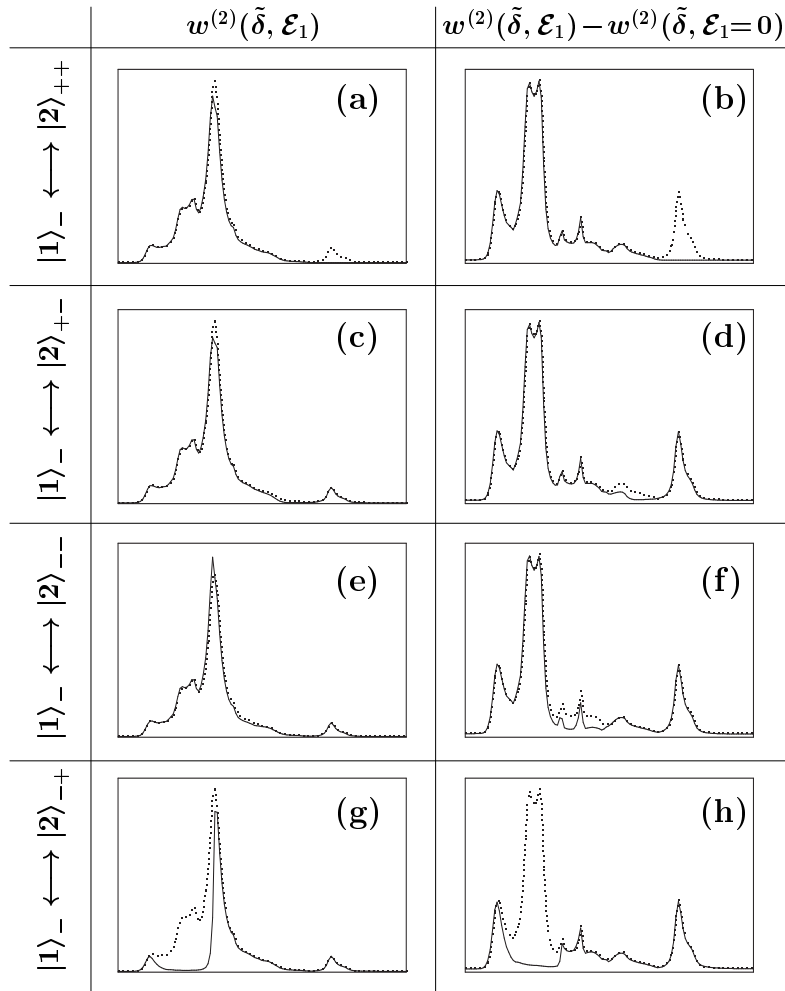 w^{(2)}(δ̃, ℰ₁)
w^{(2)}(δ̃, ℰ₁) − w^{(2)}(δ̃, ℰ₁=0)
|1⟩₋ ⟷ |2⟩₊₊
(a)
(b)
|1⟩₋ ⟷ |2⟩₊₋
(c)
(d)
|1⟩₋ ⟷ |2⟩₋₋
(e)
(f)
|1⟩₋ ⟷ |2⟩₋₊
(g)
(h)